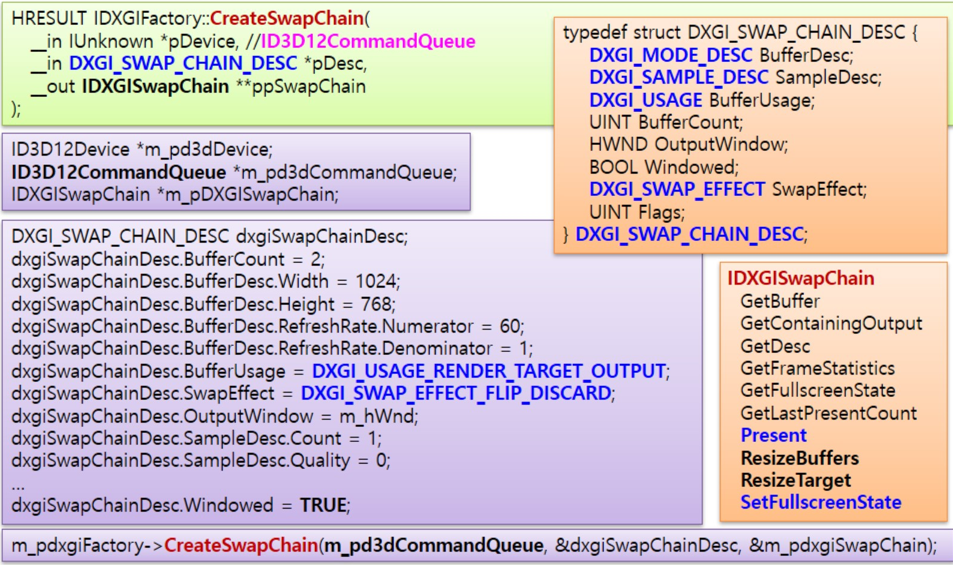 HRESULT IDXGIFactory::CreateSwapChain(
__in IUnknown *pDevice, //ID3D12CommandQueue
__in DXGI_SWAP_CHAIN_DESC *pDesc,
__out IDXGISwapChain **ppSwapChain
);
typedef struct DXGI_SWAP_CHAIN_DESC {
DXGI_MODE_DESC BufferDesc;
DXGI_SAMPLE_DESC SampleDesc;
DXGI_USAGE BufferUsage;
UINT BufferCount;
HWND OutputWindow;
BOOL Windowed;
DXGI_SWAP_EFFECT SwapEffect;
UINT Flags;
} DXGI_SWAP_CHAIN_DESC;
ID3D12Device *m_pd3dDevice;
ID3D12CommandQueue *m_pd3dCommandQueue;
IDXGISwapChain *m_pDXGISwapChain;
DXGI_SWAP_CHAIN_DESC dxgiSwapChainDesc;
dxgiSwapChainDesc.BufferCount = 2;
dxgiSwapChainDesc.BufferDesc.Width = 1024;
dxgiSwapChainDesc.BufferDesc.Height = 768;
dxgiSwapChainDesc.BufferDesc.RefreshRate.Numerator = 60;
dxgiSwapChainDesc.BufferDesc.RefreshRate.Denominator = 1;
dxgiSwapChainDesc.BufferUsage = DXGI_USAGE_RENDER_TARGET_OUTPUT;
dxgiSwapChainDesc.SwapEffect = DXGI_SWAP_EFFECT_FLIP_DISCARD;
dxgiSwapChainDesc.OutputWindow = m_hWnd;
dxgiSwapChainDesc.SampleDesc.Count = 1;
dxgiSwapChainDesc.SampleDesc.Quality = 0;
...
dxgiSwapChainDesc.Windowed = TRUE;
IDXGISwapChain
GetBuffer
GetContainingOutput
GetDesc
GetFrameStatistics
GetFullscreenState
GetLastPresentCount
Present
ResizeBuffers
ResizeTarget
SetFullscreenState
m_pdxgiFactory->CreateSwapChain(m_pd3dCommandQueue, &dxgiSwapChainDesc, &m_pdxgiSwapChain);